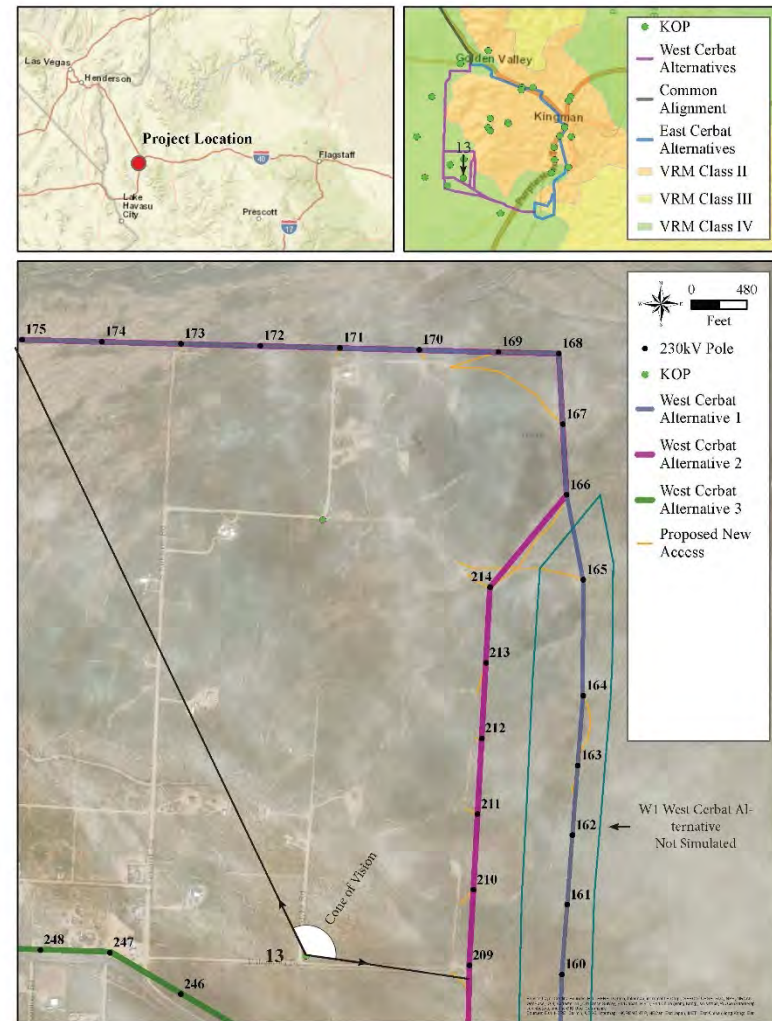 Las Vegas
Henderson
Project Location
40
Flagstaff
Lake
Havasu
City
Prescott
17
Golden Valley
Kingman
13
KOP
West Cerbat
Alternatives
Common
Alignment
East Cerbat
Alternatives
VRM Class II
VRM Class III
VRM Class IV
175
174
173
172
171
170
169
168
167
166
165
214
213
164
212
163
211
162
210
161
209
160
248
247
246
13
Cone of Vision
W1 West Cerbat Al-
ternative
Not Simulated
0 480
Feet
230kV Pole
KOP
West Cerbat
Alternative 1
West Cerbat
Alternative 2
West Cerbat
Alternative 3
Proposed New
Access